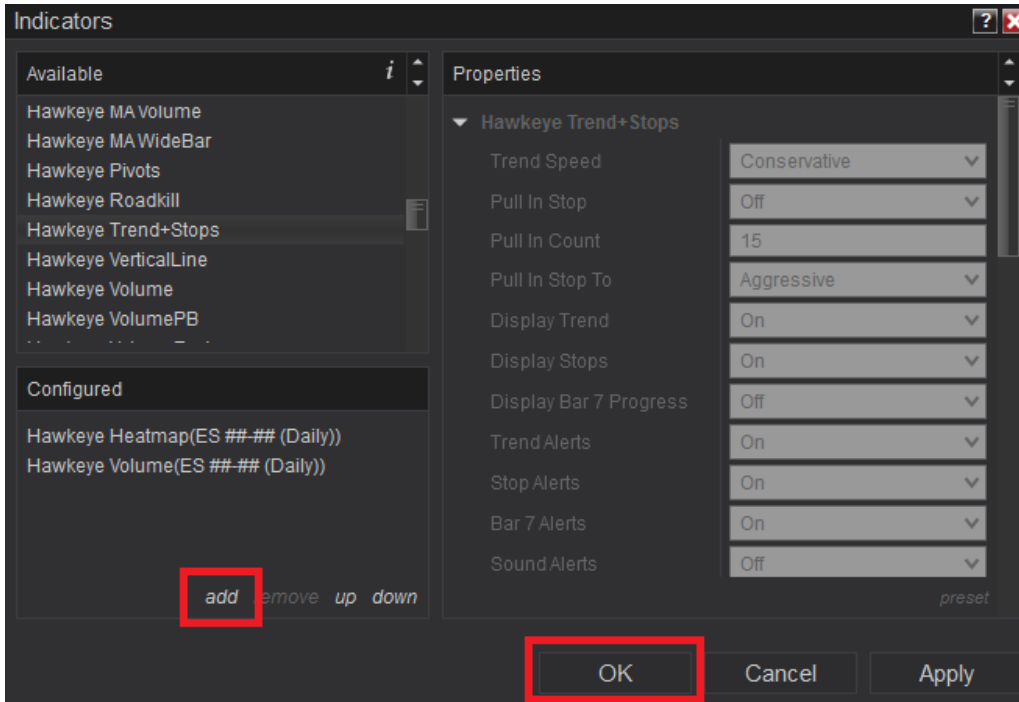 Indicators
?
Available i
Hawkeye MA Volume
Hawkeye MA WideBar
Hawkeye Pivots
Hawkeye Roadkill
Hawkeye Trend+Stops
Hawkeye VerticalLine
Hawkeye Volume
Hawkeye VolumePB
Configured
Hawkeye Heatmap(ES ##-## (Daily))
Hawkeye Volume(ES ##-## (Daily))
add remove up down
Properties
Hawkeye Trend+Stops
Trend Speed Conservative
Pull In Stop Off
Pull In Count 15
Pull In Stop To Aggressive
Display Trend On
Display Stops On
Display Bar 7 Progress Off
Trend Alerts On
Stop Alerts On
Bar 7 Alerts On
Sound Alerts Off
preset
OK Cancel Apply